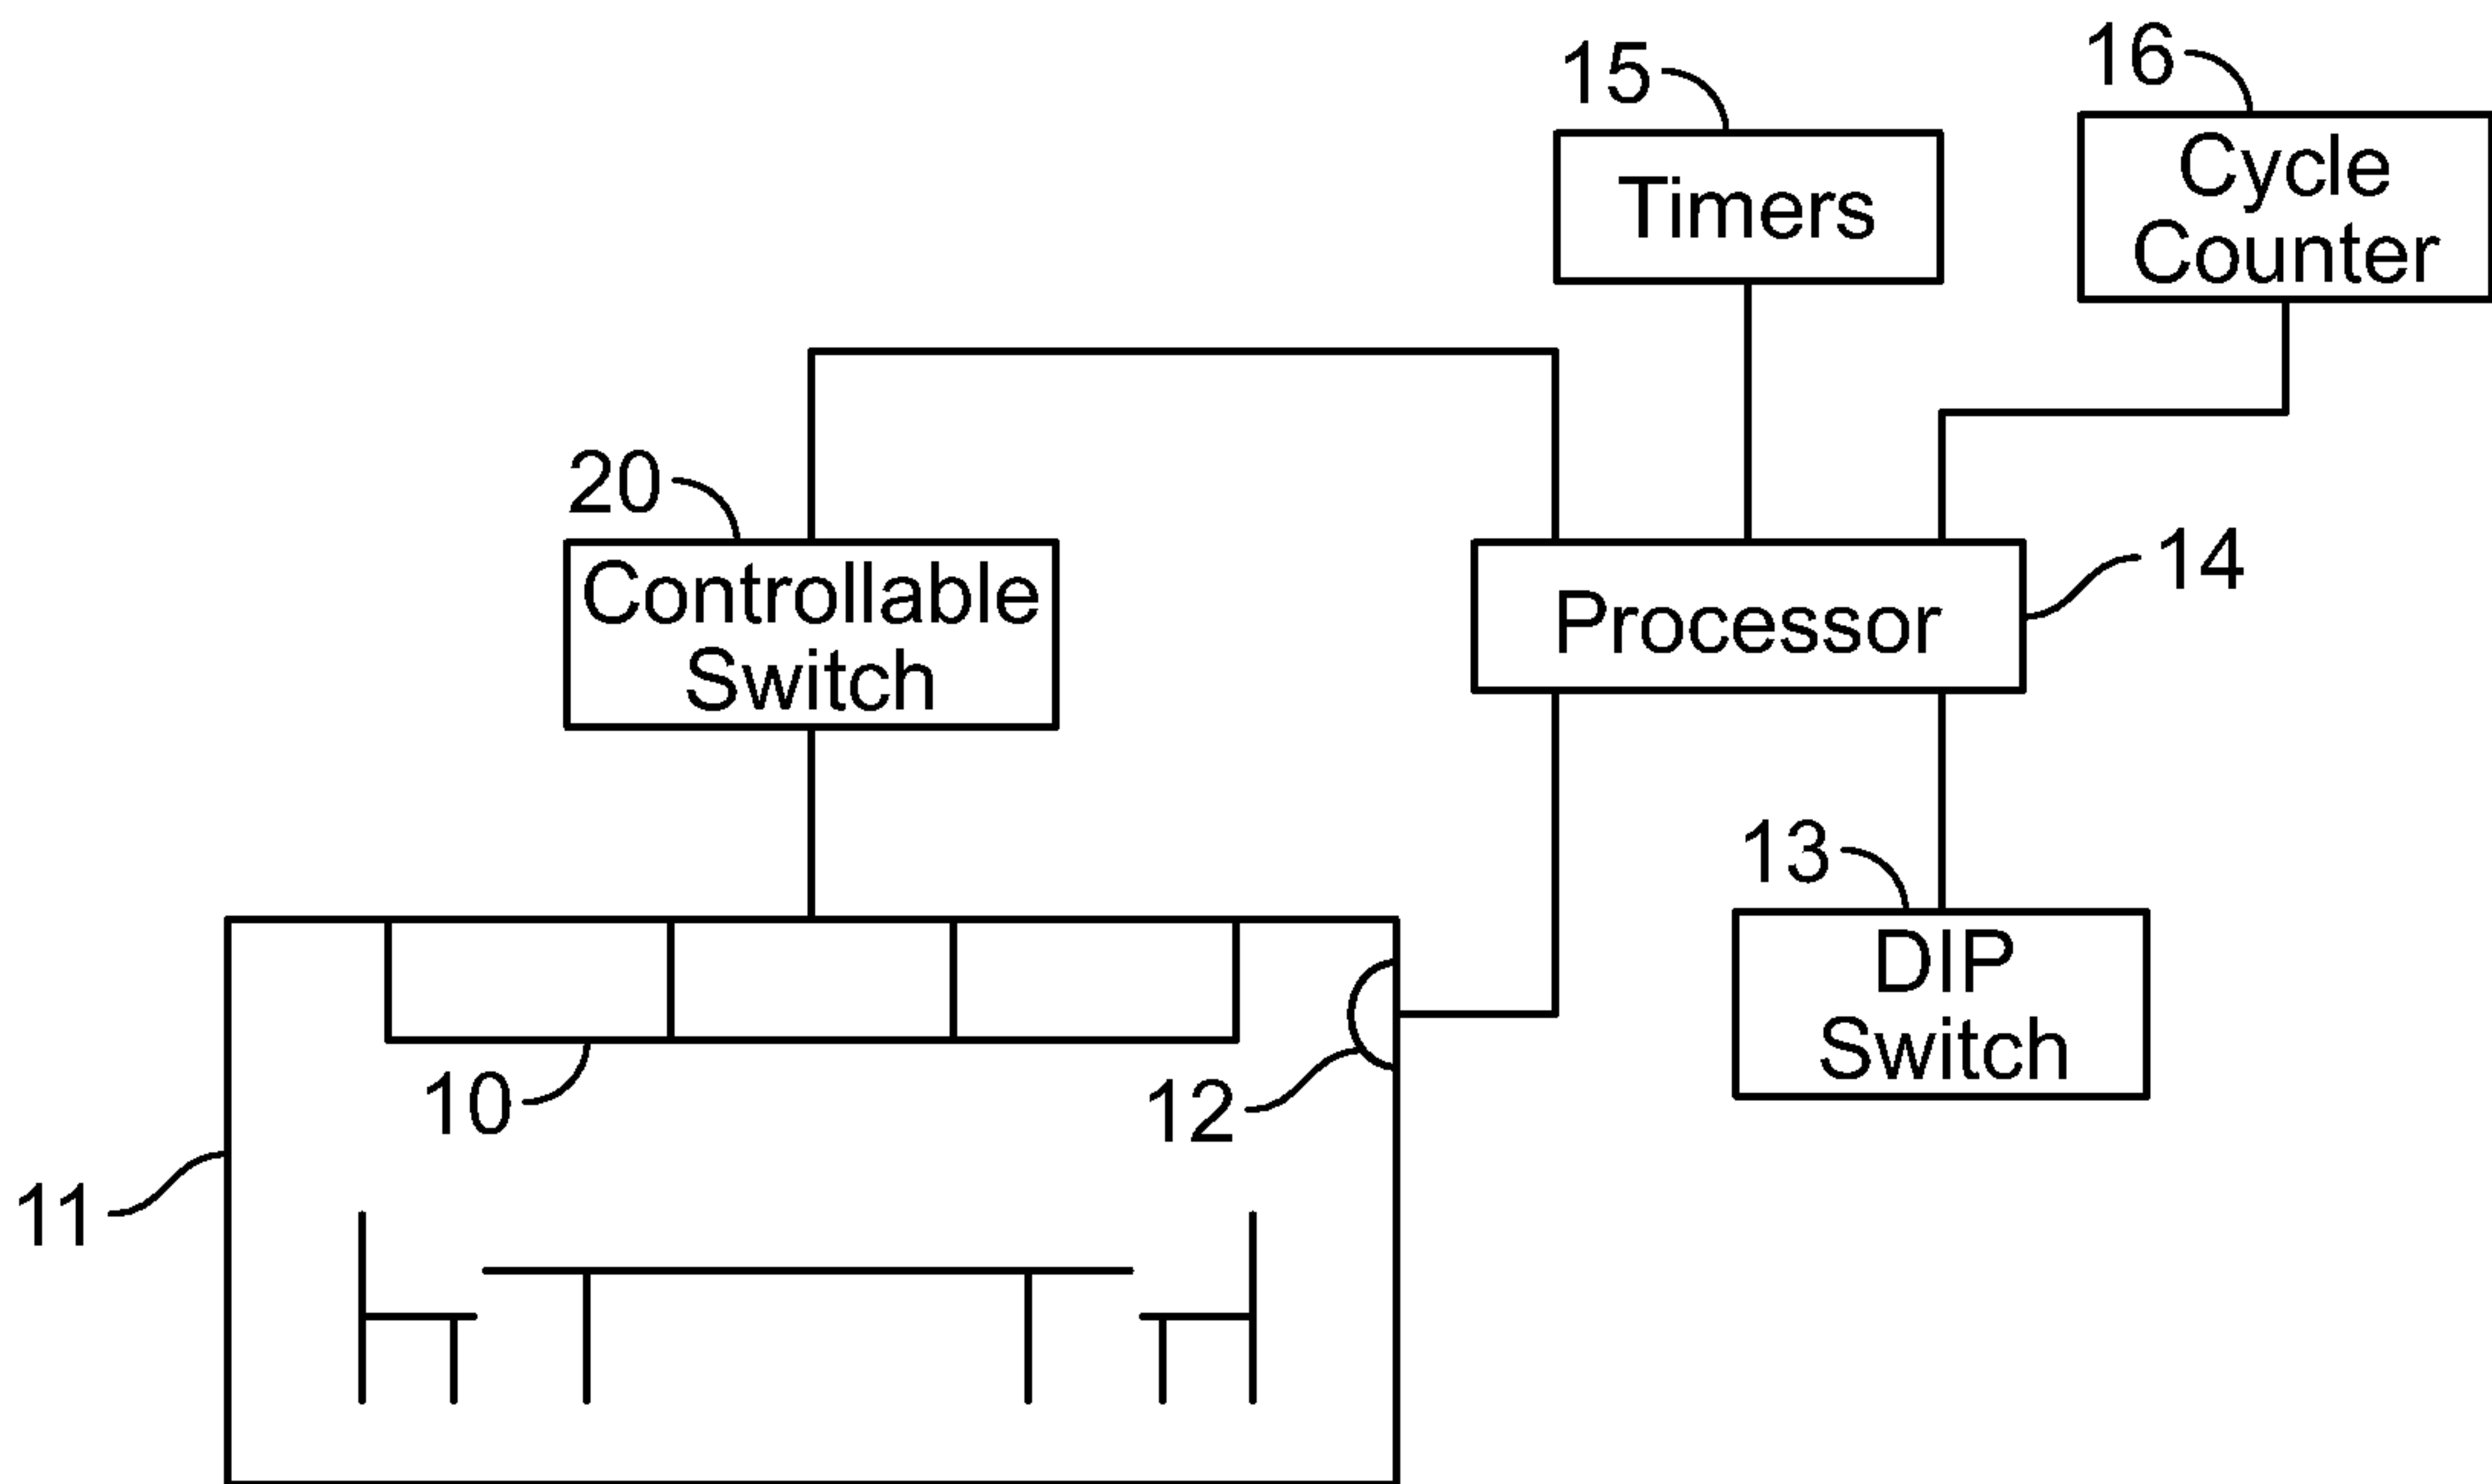 16
15
Cycle
Counter
Timers
20
14
Controllable
Switch
Processor
13
DIP
Switch
10
12
11